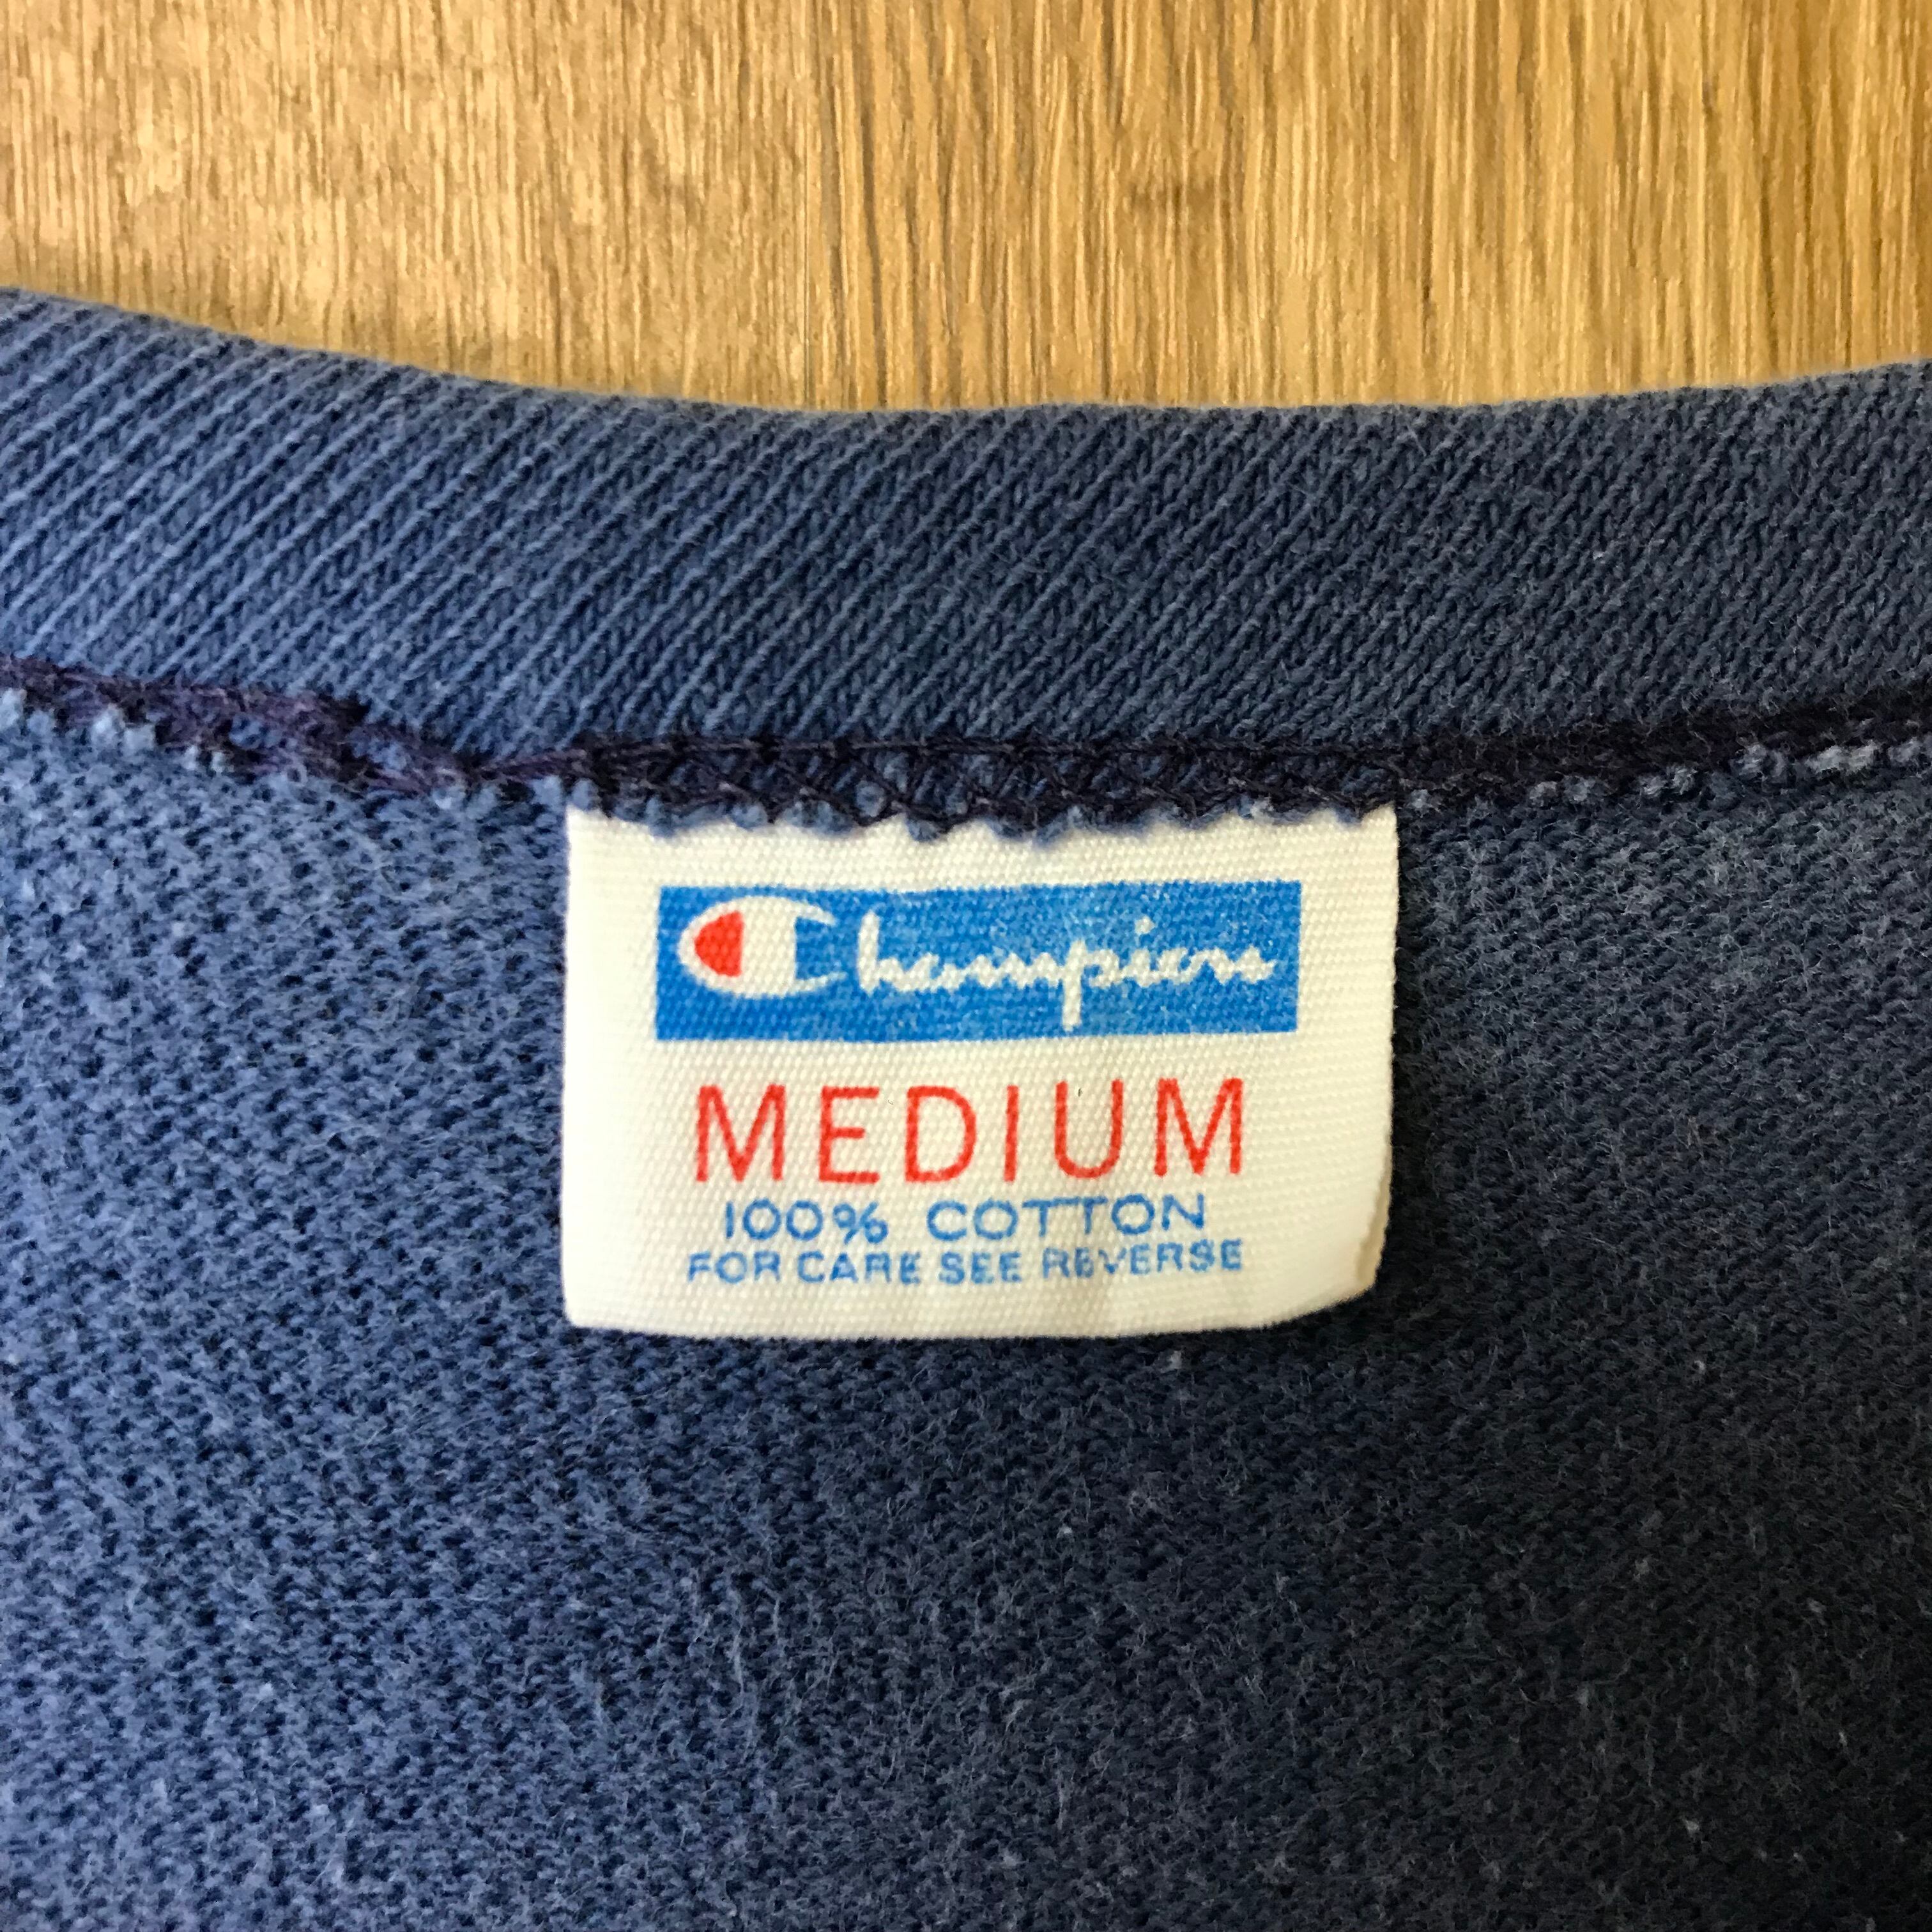 Champion
MEDIUM
100% COTTON
FOR CARE SEE REVERSE